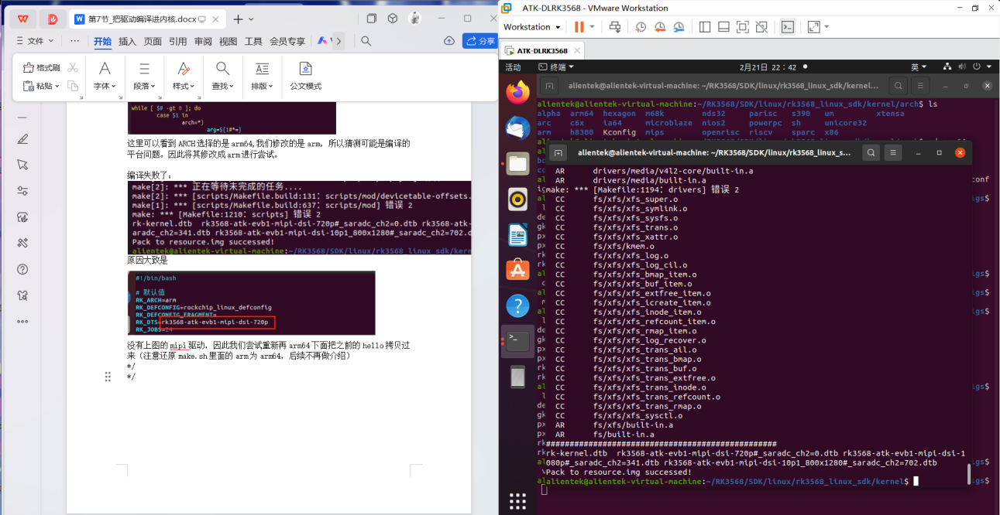 第7节_把驱动编译进内核.docx
文件
开始 插入 页面 引用 审阅 视图 工具 会员专享
分享
格式刷
粘贴
字体
段落
样式
查找
排版
公文模式
while [ $# -gt 0 ]; do
case $1 in
arch=*)
arg=${1#*=}
这里可以看到 ARCH 选择的是 arm64,我们修改的是 arm, 所以猜测可能是编译的
平台问题。因此将其修改成 arm 进行尝试。
编译失败了:
make[2]: *** 正在等待未完成的任务....
make[2]: *** [scripts/Makefile.build:131: scripts/mod/devicetable-offsets.
make[1]: *** [scripts/Makefile.build:637: scripts/mod] 错误 2
make: *** [Makefile:1210: scripts] 错误 2
rk-kernel.dtb rk3568-atk-evb1-mipi-dsi-720p#_saradc_ch2=0.dtb rk3568-atk-
aradc_ch2=341.dtb rk3568-atk-evb1-mipi-dsi-10p1_800x1280#_saradc_ch2=702.d
Pack to resource.img successed!
alientek@alientek-virtual-machine:~/RK3568/SDK/linux/rk3568_linux_sdk/kern
原因大致是
#!/bin/bash
# 默认值
RK_ARCH=arm
RK_DEFCONFIG=rockchip_linux_defconfig
RK_DEFCONFIG_FRAGMENT=
RK_DTS=rk3568-atk-evb1-mipi-dsi-720p
RK_JOBS=24
没有上图的 mipi 驱动, 因此我们尝试重新再 arm64 下面把之前的 hello 拷贝过
来（注意还原 make.sh 里面的 arm 为 arm64, 后续不再做介绍）
*/
*/
ATK-DLRK3568 - VMware Workstation
Workstation
ATK-DLRK3568
活动
终端
2月21日 22:42
英
alientek@alientek-virtual-machine: ~/RK3568/SDK/linux/rk3568_linux_sdk/kernel...
alientek@alientek-virtual-machine:~/RK3568/SDK/linux/rk3568_linux_sdk/kernel/arch$ ls
alpha arm64 hexagon m68k nds32 parisc s390 um xtensa
arc c6x ia64 microblaze nios2 powerpc sh unicore32
arm h8300 Kconfig mips openrisc riscv sparc x86
alientek@alientek-virtual-machine: ~/RK3568/SDK/linux/rk3568_linux_s...
AR drivers/media/v4l2-core/built-in.a
AR drivers/media/built-in.a
make: *** [Makefile:1194: drivers] 错误 2
CC fs/xfs/xfs_super.o
CC fs/xfs/xfs_symlink.o
CC fs/xfs/xfs_sysfs.o
CC fs/xfs/xfs_trans.o
CC fs/xfs/xfs_xattr.o
CC fs/xfs/kmem.o
CC fs/xfs/xfs_log.o
CC fs/xfs/xfs_log_cil.o
CC fs/xfs/xfs_bmap_item.o
CC fs/xfs/xfs_buf_item.o
CC fs/xfs/xfs_extfree_item.o
CC fs/xfs/xfs_icreate_item.o
CC fs/xfs/xfs_inode_item.o
CC fs/xfs/xfs_refcount_item.o
CC fs/xfs/xfs_rmap_item.o
CC fs/xfs/xfs_log_recover.o
CC fs/xfs/xfs_trans_ail.o
CC fs/xfs/xfs_trans_bmap.o
CC fs/xfs/xfs_trans_buf.o
CC fs/xfs/xfs_trans_extfree.o
CC fs/xfs/xfs_trans_inode.o
CC fs/xfs/xfs_trans_refcount.o
CC fs/xfs/xfs_trans_rmap.o
CC fs/xfs/xfs_sysctl.o
AR fs/xfs/built-in.a
AR fs/built-in.a
#################################################
rk-kernel.dtb rk3568-atk-evb1-mipi-dsi-720p#_saradc_ch2=0.dtb rk3568-atk-evb1-mipi-dsi-1
080p#_saradc_ch2=341.dtb rk3568-atk-evb1-mipi-dsi-10p1_800x1280#_saradc_ch2=702.dtb
Pack to resource.img successed!
alientek@alientek-virtual-machine:~/RK3568/SDK/linux/rk3568_linux_sdk/kernel$